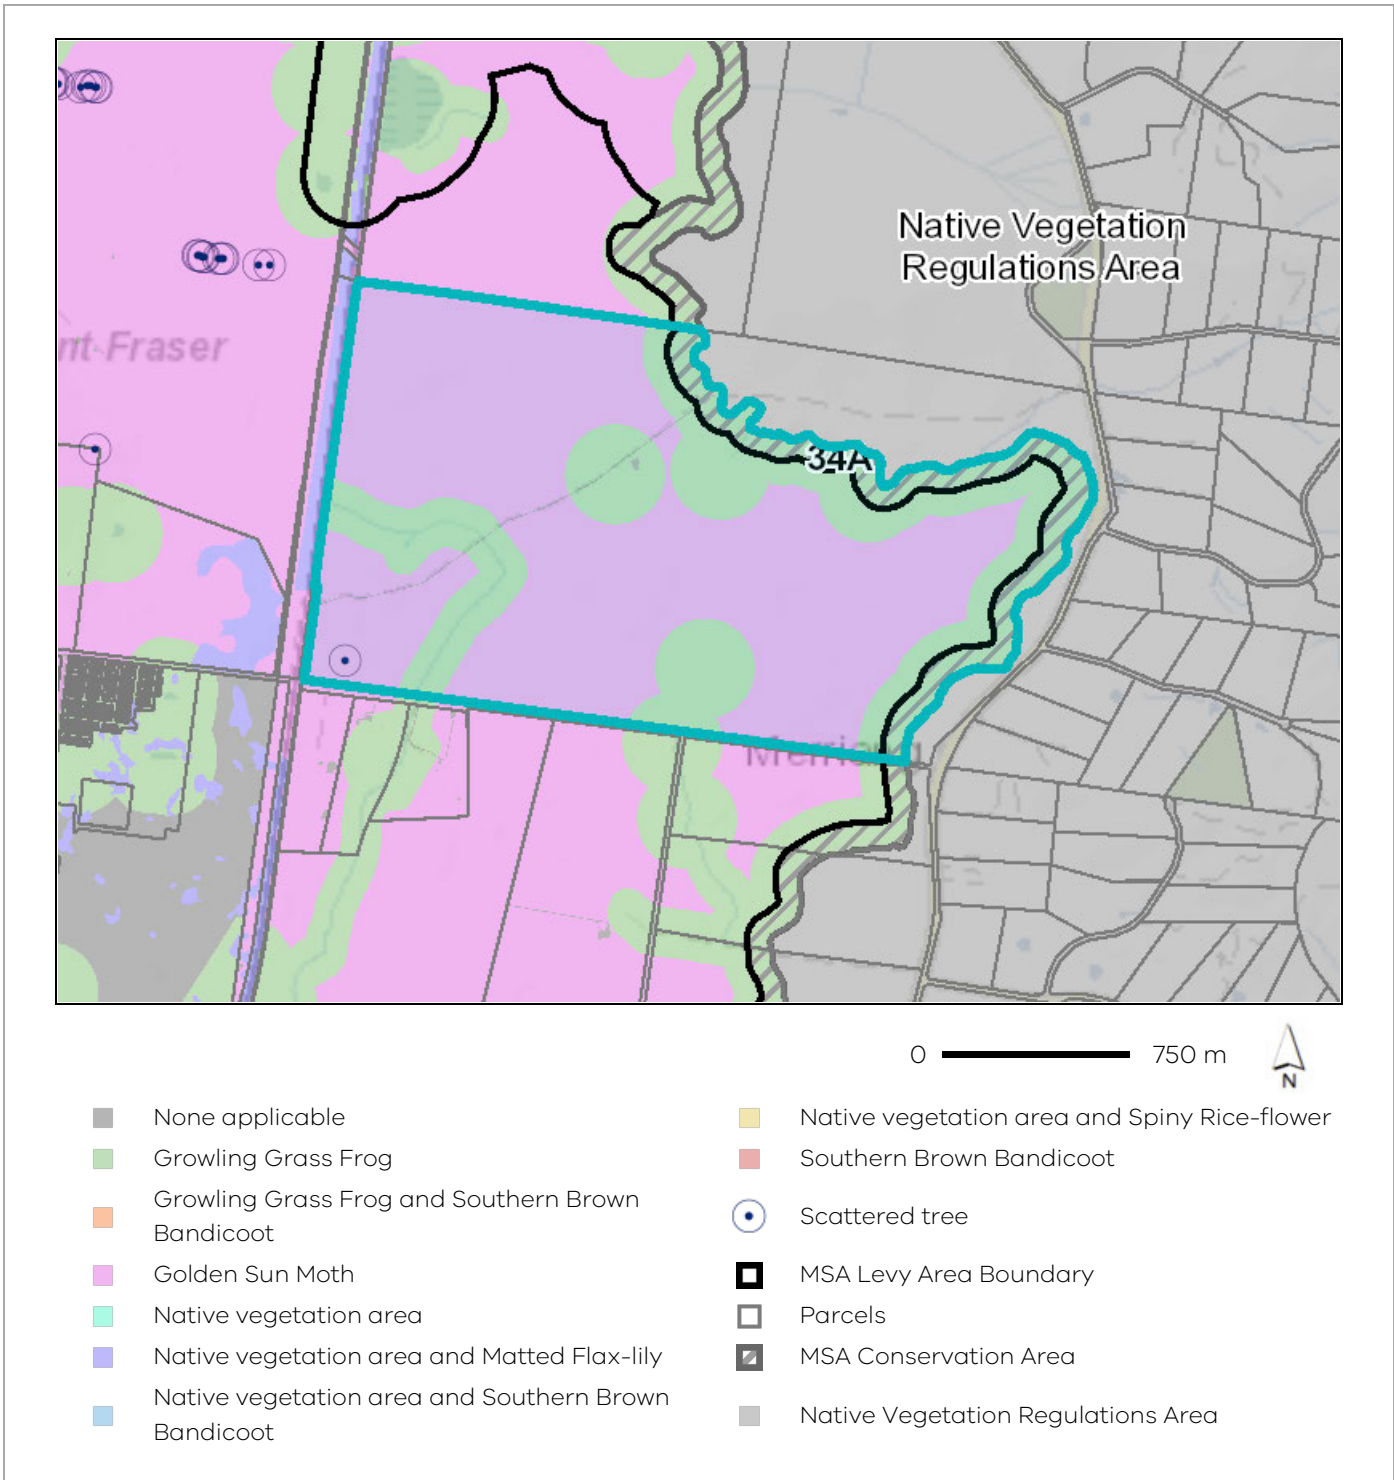 Native Vegetation
Regulations Area
nt Fraser
34A
0 750 m
N
None applicable
Growling Grass Frog
Growling Grass Frog and Southern Brown
Bandicoot
Golden Sun Moth
Native vegetation area
Native vegetation area and Matted Flax-lily
Native vegetation area and Southern Brown
Bandicoot
Native vegetation area and Spiny Rice-flower
Southern Brown Bandicoot
Scattered tree
MSA Levy Area Boundary
Parcels
MSA Conservation Area
Native Vegetation Regulations Area